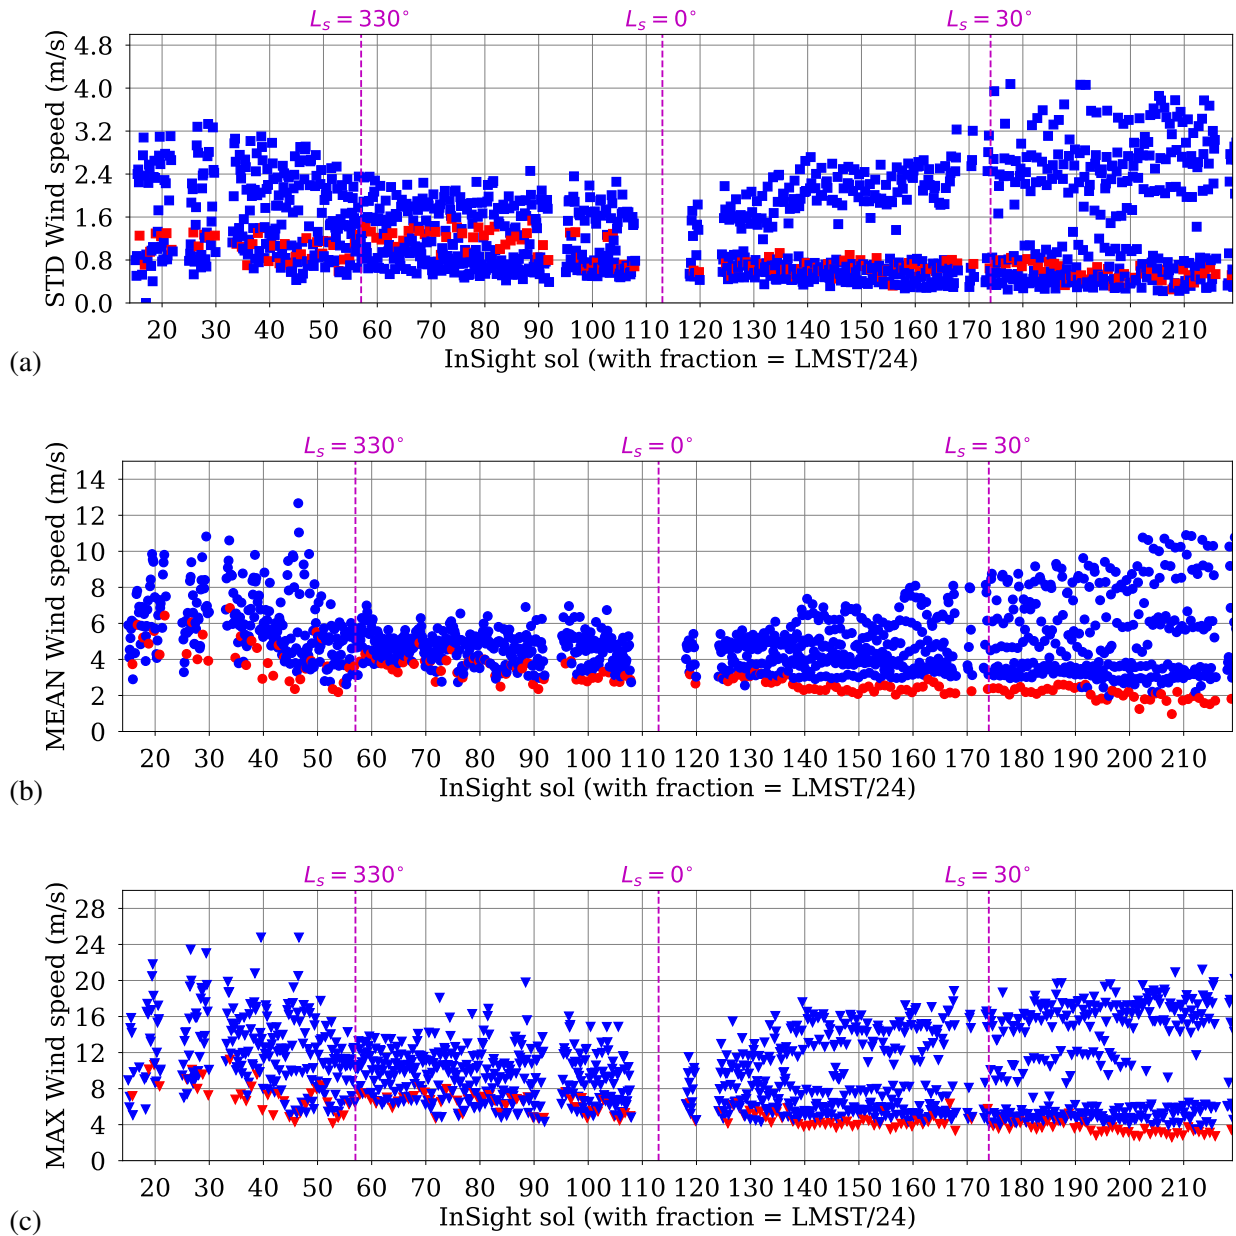 L_s = 330° L_s = 0° L_s = 30°
STD Wind speed (m/s)
4.8
4.0
3.2
2.4
1.6
0.8
0.0
20 30 40 50 60 70 80 90 100 110 120 130 140 150 160 170 180 190 200 210
InSight sol (with fraction = LMST/24)
(a)
L_s = 330° L_s = 0° L_s = 30°
MEAN Wind speed (m/s)
14
12
10
8
6
4
2
0
20 30 40 50 60 70 80 90 100 110 120 130 140 150 160 170 180 190 200 210
InSight sol (with fraction = LMST/24)
(b)
L_s = 330° L_s = 0° L_s = 30°
MAX Wind speed (m/s)
28
24
20
16
12
8
4
0
20 30 40 50 60 70 80 90 100 110 120 130 140 150 160 170 180 190 200 210
InSight sol (with fraction = LMST/24)
(c)